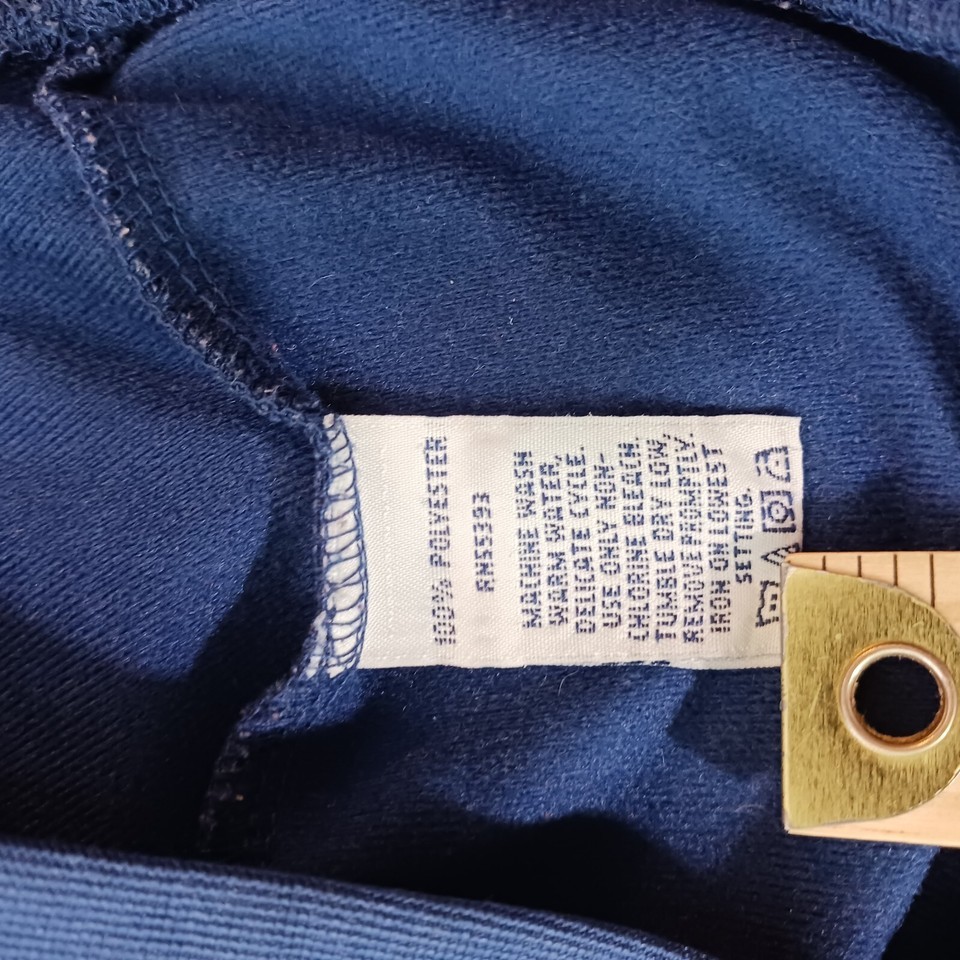 100% POLYESTER
RN55393
MACHINE WASH
WARM WATER,
DELICATE CYCLE.
USE ONLY NON-
CHLORINE BLEACH.
TUMBLE DRY LOW,
REMOVE PROMPTLY.
IRON ON LOWEST
SETTING.